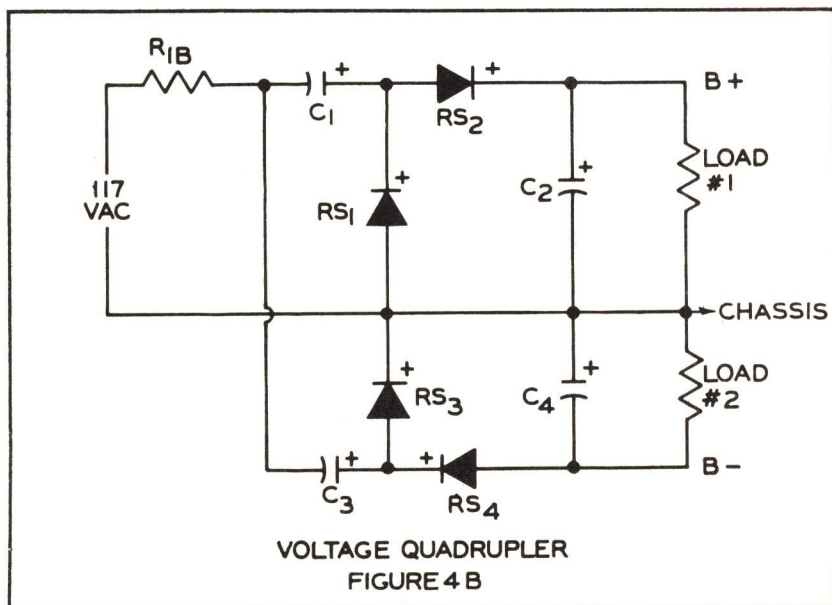 R1B
+
C1
+
RS2
B+
117
VAC
+
RS1
+
C2
LOAD
#1
CHASSIS
+
RS3
+
C4
LOAD
#2
+
C3
+
RS4
B-
VOLTAGE QUADRUPLER
FIGURE 4B